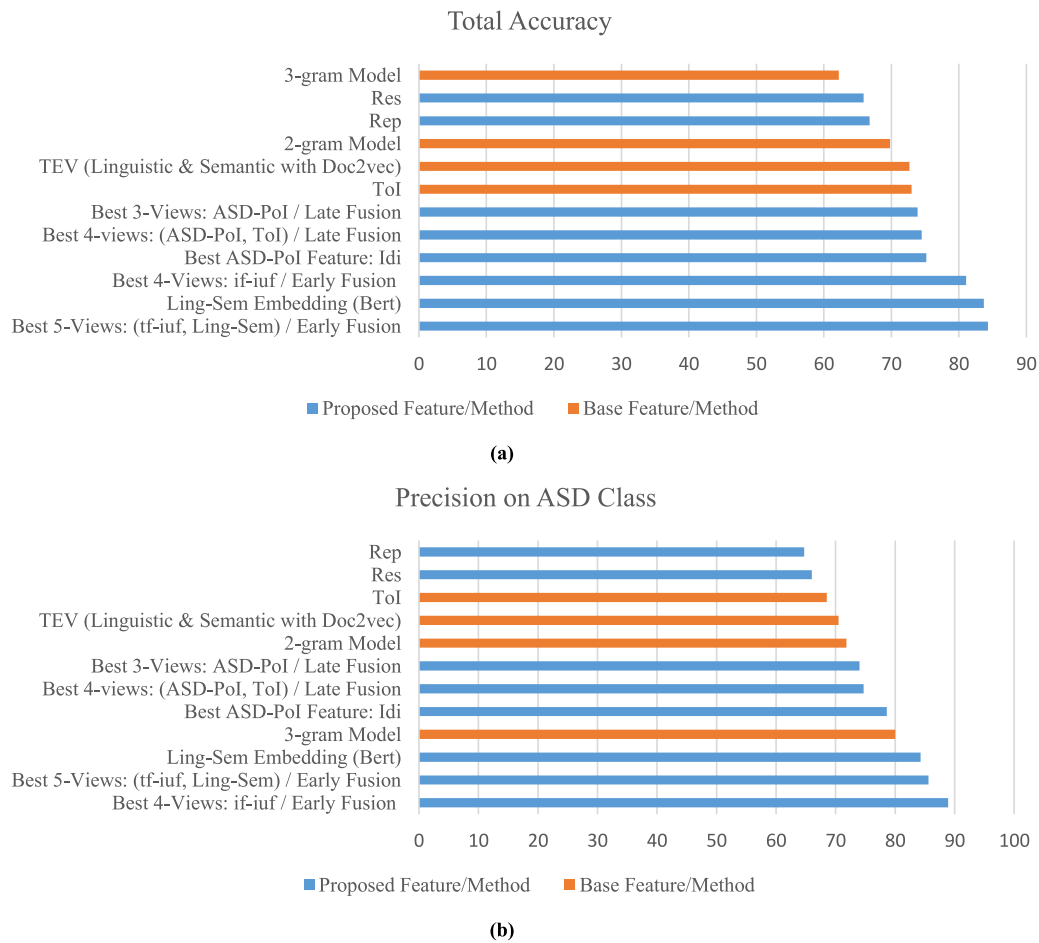 Total Accuracy
3-gram Model
Res
Rep
2-gram Model
TEV (Linguistic & Semantic with Doc2vec)
ToI
Best 3-Views: ASD-PoI / Late Fusion
Best 4-views: (ASD-PoI, ToI) / Late Fusion
Best ASD-PoI Feature: Idi
Best 4-Views: if-iuf / Early Fusion
Ling-Sem Embedding (Bert)
Best 5-Views: (tf-iuf, Ling-Sem) / Early Fusion
0 10 20 30 40 50 60 70 80 90
Proposed Feature/Method Base Feature/Method
(a)
Precision on ASD Class
Rep
Res
ToI
TEV (Linguistic & Semantic with Doc2vec)
2-gram Model
Best 3-Views: ASD-PoI / Late Fusion
Best 4-views: (ASD-PoI, ToI) / Late Fusion
Best ASD-PoI Feature: Idi
3-gram Model
Ling-Sem Embedding (Bert)
Best 5-Views: (tf-iuf, Ling-Sem) / Early Fusion
Best 4-Views: if-iuf / Early Fusion
0 10 20 30 40 50 60 70 80 90 100
Proposed Feature/Method Base Feature/Method
(b)